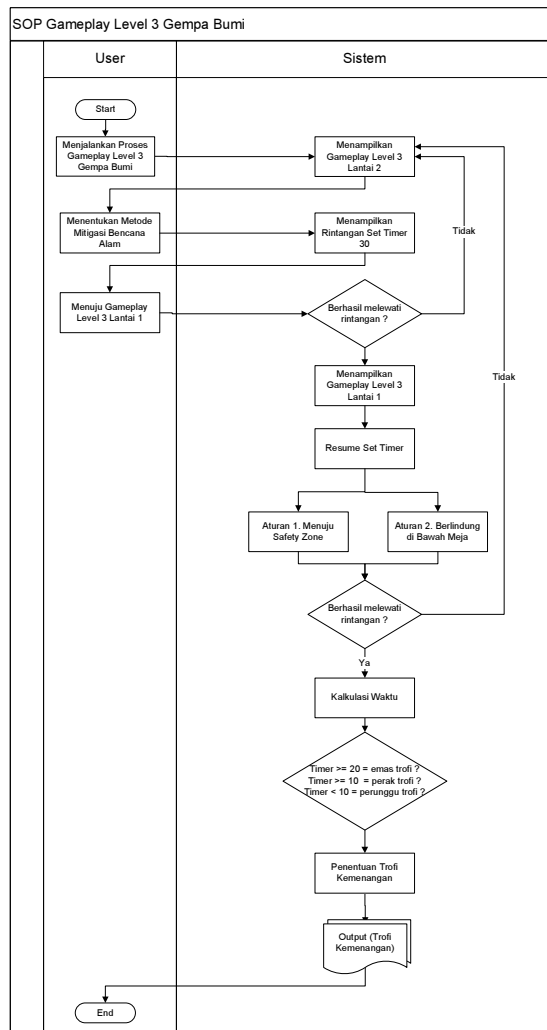 SOP Gameplay Level 3 Gempa Bumi
User
Sistem
Start
Menjalankan Proses
Gameplay Level 3
Gempa Bumi
Menampilkan
Gameplay Level 3
Lantai 2
Menentukan Metode
Mitigasi Bencana
Alam
Menampilkan
Rintangan Set Timer
30
Tidak
Menuju Gameplay
Level 3 Lantai 1
Berhasil melewati
rintangan ?
Menampilkan
Gameplay Level 3
Lantai 1
Tidak
Resume Set Timer
Aturan 1. Menuju
Safety Zone
Aturan 2. Berlindung
di Bawah Meja
Berhasil melewati
rintangan ?
Ya
Kalkulasi Waktu
Timer >= 20 = emas trofi ?
Timer >= 10 = perak trofi ?
Timer < 10 = perunggu trofi ?
Penentuan Trofi
Kemenangan
Output (Trofi
Kemenangan)
End